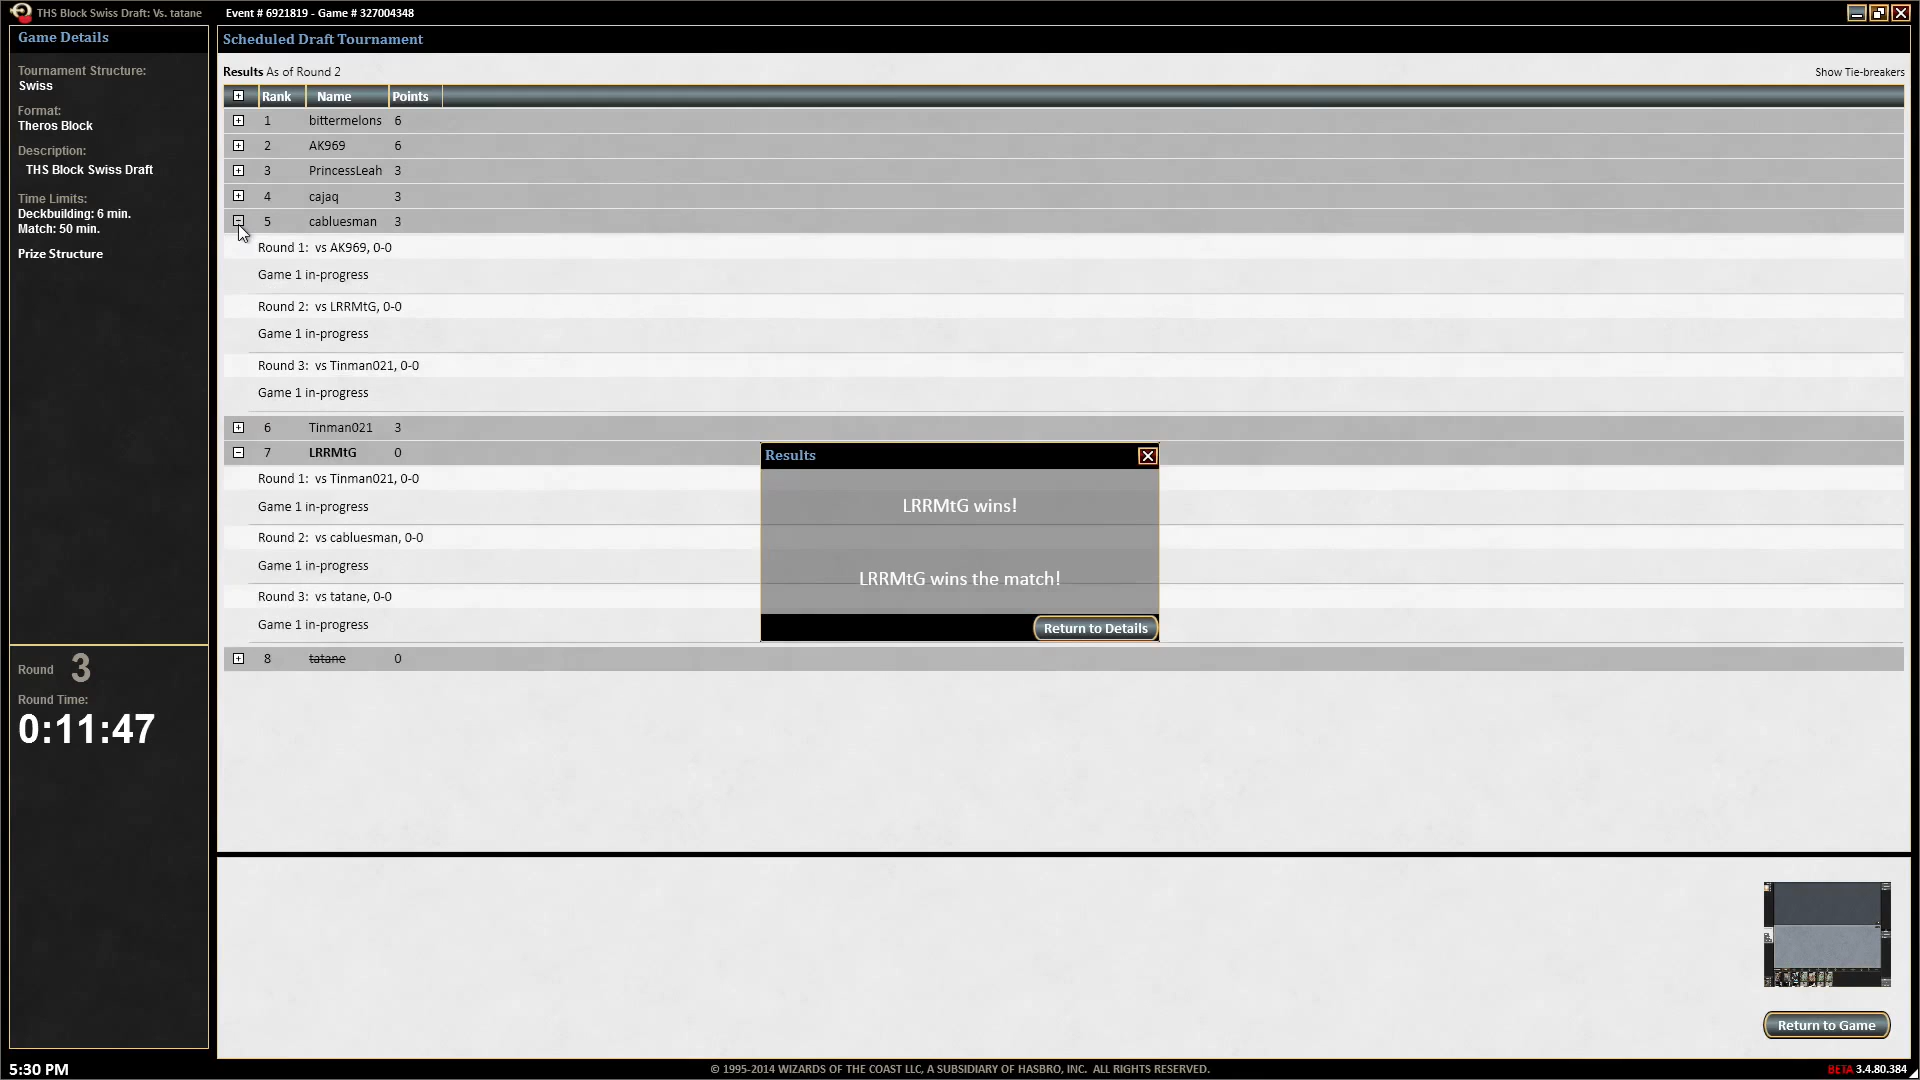 THS Block Swiss Draft: Vs. tatane
Event # 6921819 - Game # 327004348
Game Details
Tournament Structure:
Swiss
Format:
Theros Block
Description:
THS Block Swiss Draft
Time Limits:
Deckbuilding: 6 min.
Match: 50 min.
Prize Structure
Round 3
Round Time:
0:11:47
Scheduled Draft Tournament
Results As of Round 2
Show Tie-breakers
Rank Name Points
1 bittermelons 6
2 AK969 6
3 PrincessLeah 3
4 cajaq 3
5 cabluesman 3
Round 1: vs AK969, 0-0
Game 1 in-progress
Round 2: vs LRRMtG, 0-0
Game 1 in-progress
Round 3: vs Tinman021, 0-0
Game 1 in-progress
6 Tinman021 3
7 LRRMtG 0
Round 1: vs Tinman021, 0-0
Game 1 in-progress
Round 2: vs cabluesman, 0-0
Game 1 in-progress
Round 3: vs tatane, 0-0
Game 1 in-progress
8 tatane 0
Results
LRRMtG wins!
LRRMtG wins the match!
Return to Details
Return to Game
5:30 PM
© 1995-2014 WIZARDS OF THE COAST LLC, A SUBSIDIARY OF HASBRO, INC. ALL RIGHTS RESERVED.
BETA 3.4.80.384